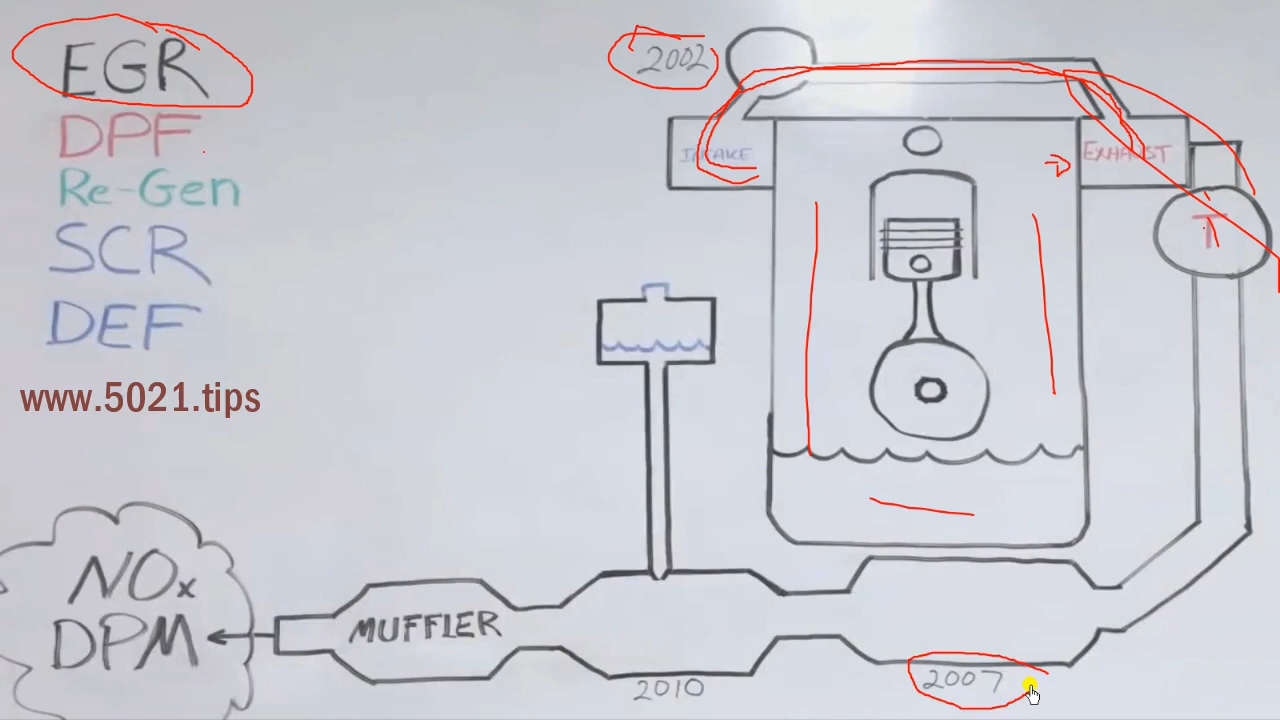 EGR
DPF
Re-Gen
SCR
DEF
www.5021.tips
2002
INTAKE
EXHAUST
T
NOx
DPM
MUFFLER
2010
2007